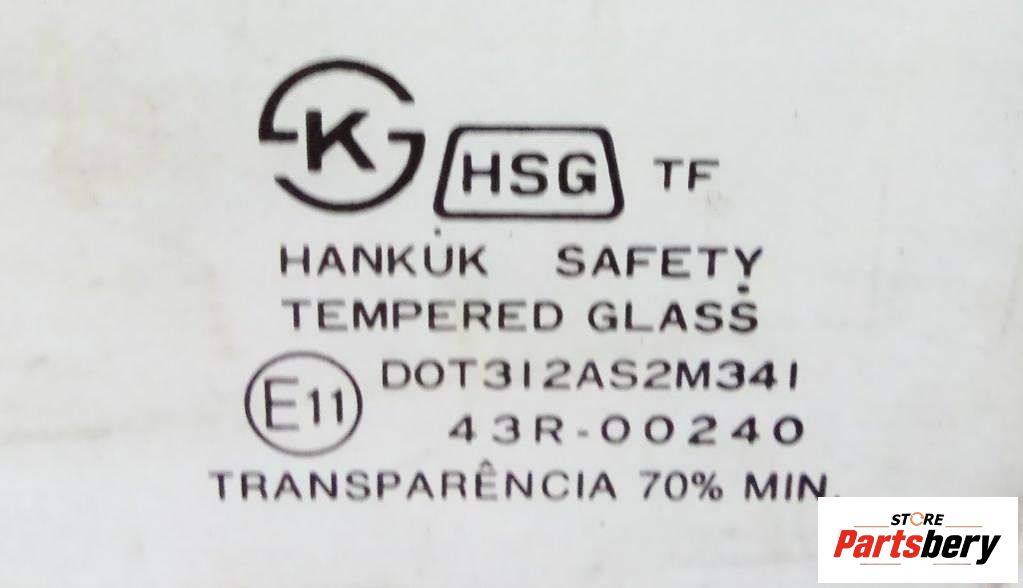 K
HSG TF
HANKUK SAFETY
TEMPERED GLASS
E11 DOT312AS2M341
43R-00240
TRANSPARÊNCIA 70% MIN.
STORE
Partsbery